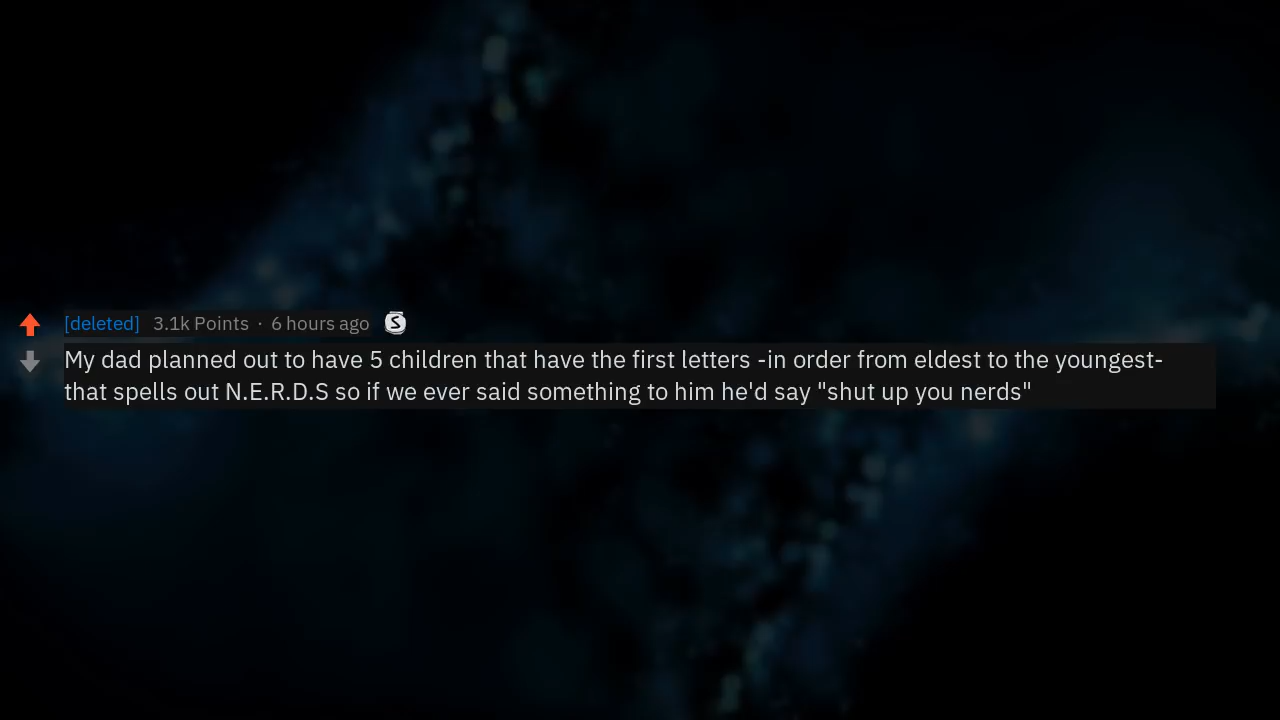 [deleted] 3.1k Points · 6 hours ago S
My dad planned out to have 5 children that have the first letters -in order from eldest to the youngest-
that spells out N.E.R.D.S so if we ever said something to him he'd say "shut up you nerds"